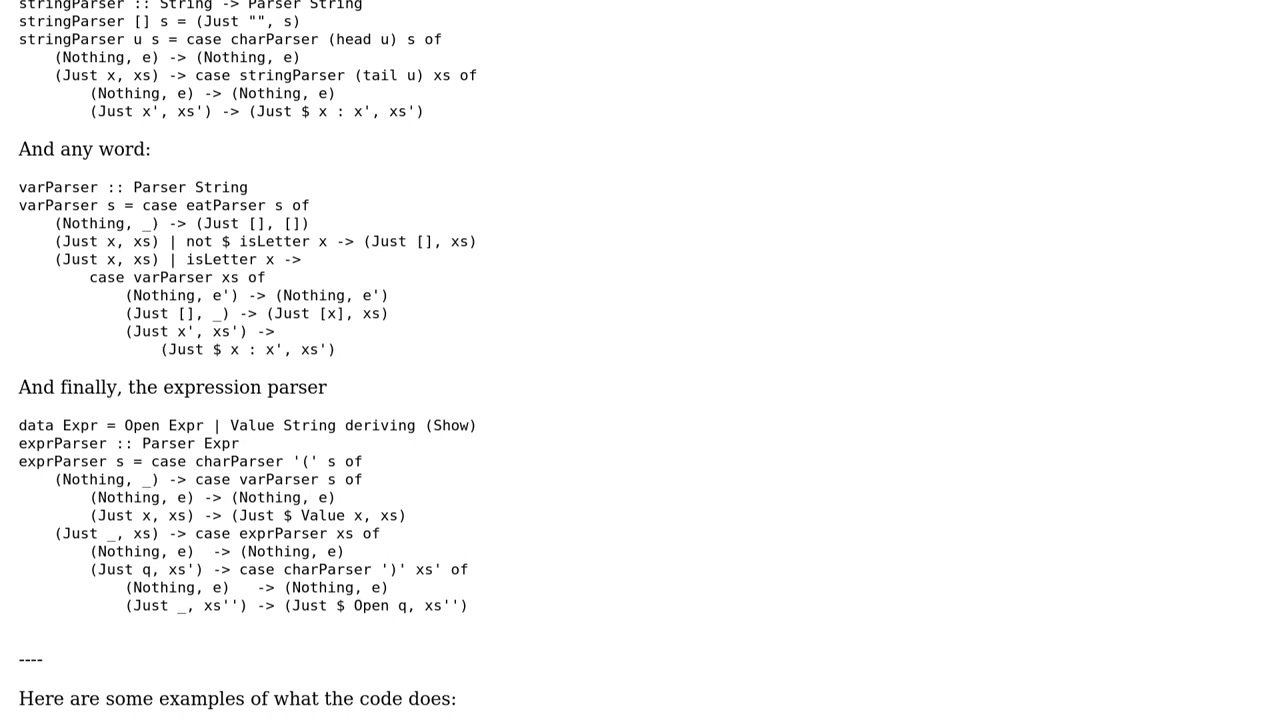 stringParser :: String -> Parser String
stringParser [] s = (Just "", s)
stringParser u s = case charParser (head u) s of
    (Nothing, e) -> (Nothing, e)
    (Just x, xs) -> case stringParser (tail u) xs of
        (Nothing, e) -> (Nothing, e)
        (Just x', xs') -> (Just $ x : x', xs')
And any word:
varParser :: Parser String
varParser s = case eatParser s of
    (Nothing, _) -> (Just [], [])
    (Just x, xs) | not $ isLetter x -> (Just [], xs)
    (Just x, xs) | isLetter x ->
        case varParser xs of
            (Nothing, e') -> (Nothing, e')
            (Just [], _) -> (Just [x], xs)
            (Just x', xs') ->
                (Just $ x : x', xs')
And finally, the expression parser
data Expr = Open Expr | Value String deriving (Show)
exprParser :: Parser Expr
exprParser s = case charParser '(' s of
    (Nothing, _) -> case varParser s of
        (Nothing, e) -> (Nothing, e)
        (Just x, xs) -> (Just $ Value x, xs)
    (Just _, xs) -> case exprParser xs of
        (Nothing, e)  -> (Nothing, e)
        (Just q, xs') -> case charParser ')' xs' of
            (Nothing, e)   -> (Nothing, e)
            (Just _, xs'') -> (Just $ Open q, xs'')
----
Here are some examples of what the code does: